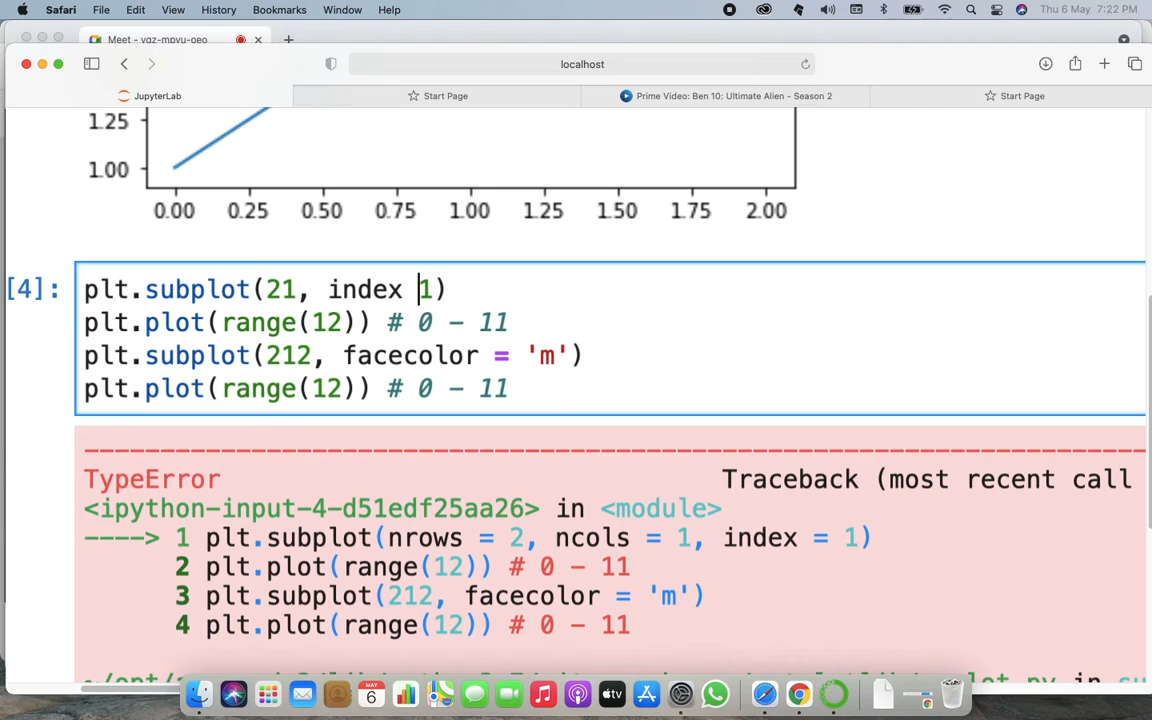 Safari File Edit View History Bookmarks Window Help Thu 6 May 7:22 PM
Meet - vgz-mpvu-oeo
localhost
JupyterLab Start Page Prime Video: Ben 10: Ultimate Alien - Season 2 Start Page
1.25
1.00
0.00 0.25 0.50 0.75 1.00 1.25 1.50 1.75 2.00
[4]: plt.subplot(21, index 1)
plt.plot(range(12)) # 0 - 11
plt.subplot(212, facecolor = 'm')
plt.plot(range(12)) # 0 - 11
TypeError Traceback (most recent call
<ipython-input-4-d51edf25aa26> in <module>
----> 1 plt.subplot(nrows = 2, ncols = 1, index = 1)
2 plt.plot(range(12)) # 0 - 11
3 plt.subplot(212, facecolor = 'm')
4 plt.plot(range(12)) # 0 - 11
MAY
6
tv